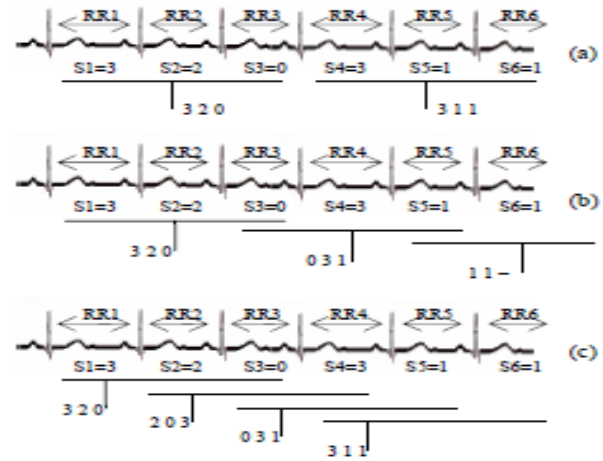 RR1 RR2 RR3 RR4 RR5 RR6
(a)
S1=3 S2=2 S3=0 S4=3 S5=1 S6=1
3 2 0 3 1 1
RR1 RR2 RR3 RR4 RR5 RR6
(b)
S1=3 S2=2 S3=0 S4=3 S5=1 S6=1
3 2 0 0 3 1
1 1 –
RR1 RR2 RR3 RR4 RR5 RR6
(c)
S1=3 S2=2 S3=0 S4=3 S5=1 S6=1
3 2 0
2 0 3
0 3 1
3 1 1